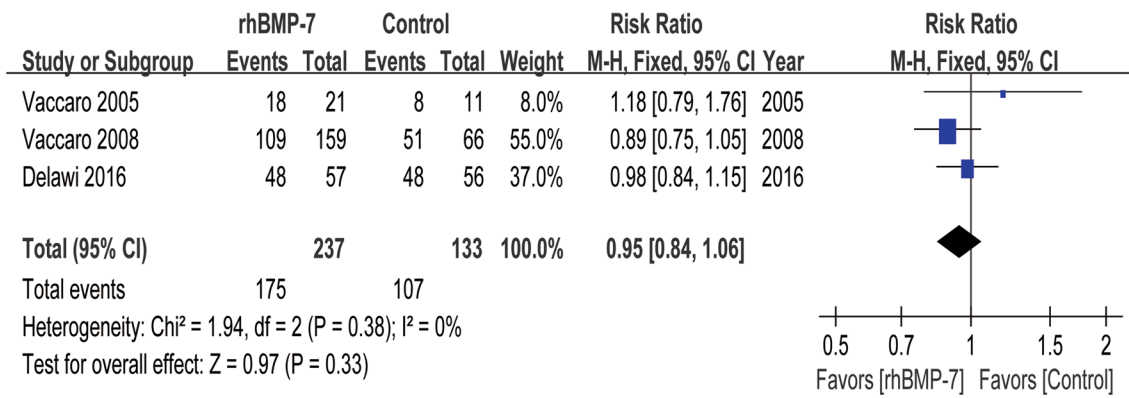 rhBMP-7 Control Risk Ratio Risk Ratio
Study or Subgroup Events Total Events Total Weight M-H, Fixed, 95% CI Year M-H, Fixed, 95% CI
Vaccaro 2005 18 21 8 11 8.0% 1.18 [0.79, 1.76] 2005
Vaccaro 2008 109 159 51 66 55.0% 0.89 [0.75, 1.05] 2008
Delawi 2016 48 57 48 56 37.0% 0.98 [0.84, 1.15] 2016
Total (95% CI) 237 133 100.0% 0.95 [0.84, 1.06]
Total events 175 107
Heterogeneity: Chi² = 1.94, df = 2 (P = 0.38); I² = 0%
Test for overall effect: Z = 0.97 (P = 0.33)
0.5 0.7 1 1.5 2
Favors [rhBMP-7] Favors [Control]